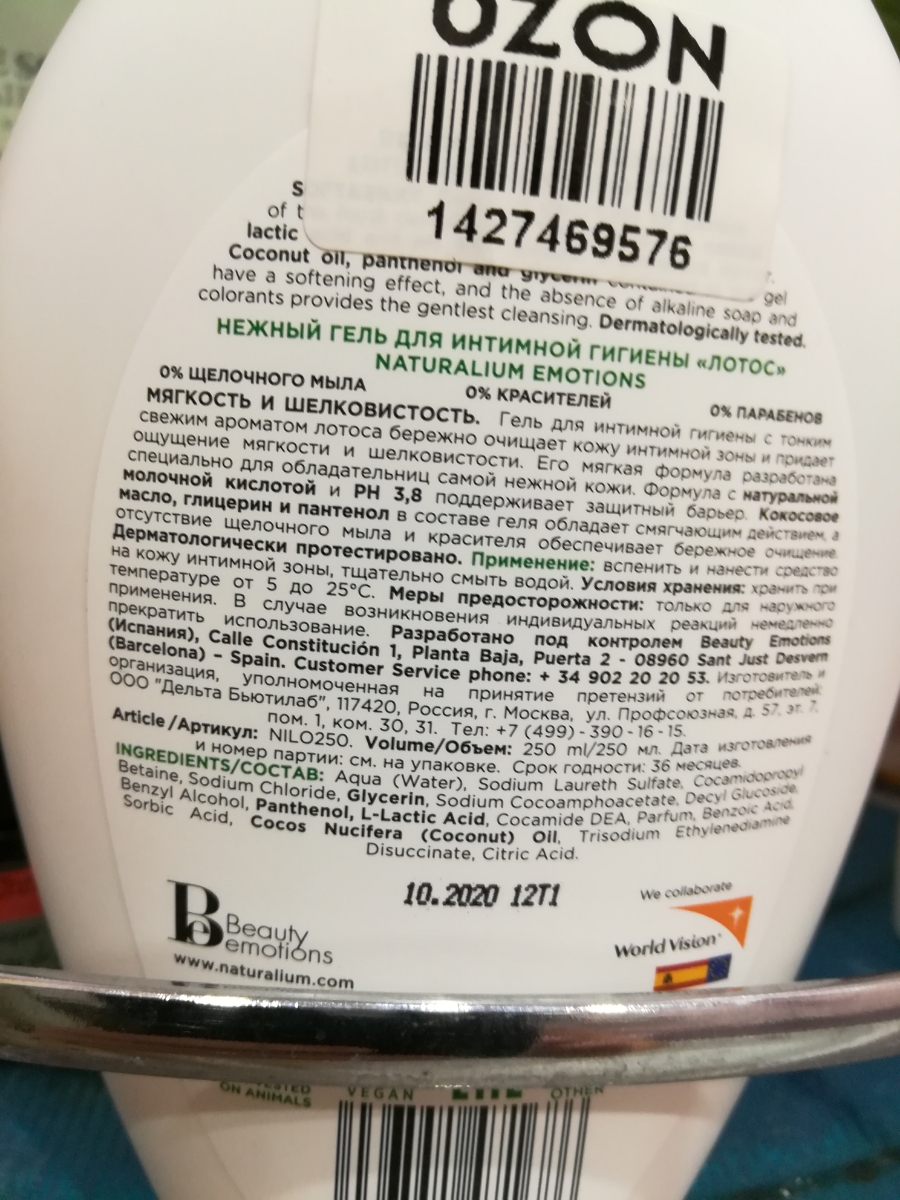 OZON
1427469576
S
of t
lactic
Coconut oil, panthenol and glycerin
gel
have a softening effect, and the absence of alkaline soap and
colorants provides the gentlest cleansing. Dermatologically tested.
НЕЖНЫЙ ГЕЛЬ ДЛЯ ИНТИМНОЙ ГИГИЕНЫ «ЛОТОС»
NATURALIUM EMOTIONS
0% ЩЕЛОЧНОГО МЫЛА 0% КРАСИТЕЛЕЙ 0% ПАРАБЕНОВ
МЯГКОСТЬ И ШЕЛКОВИСТОСТЬ. Гель для интимной гигиены с тонким
свежим ароматом лотоса бережно очищает кожу интимной зоны и придает
ощущение мягкости и шелковистости. Его мягкая формула разработана
специально для обладательниц самой нежной кожи. Формула с натуральной
молочной кислотой и PH 3,8 поддерживает защитный барьер. Кокосовое
масло, глицерин и пантенол в составе геля обладает смягчающим действием, а
отсутствие щелочного мыла и красителя обеспечивает бережное очищение.
Дерматологически протестировано. Применение: вспенить и нанести средство
на кожу интимной зоны, тщательно смыть водой. Условия хранения: хранить при
температуре от 5 до 25°C. Меры предосторожности: только для наружного
применения. В случае возникновения индивидуальных реакций немедленно
прекратить использование. Разработано под контролем Beauty Emotions
(Испания), Calle Constitución 1, Planta Baja, Puerta 2 - 08960 Sant Just Desvern
(Barcelona) – Spain. Customer Service phone: + 34 902 20 20 53. Изготовитель и
организация, уполномоченная на принятие претензий от потребителей:
ООО "Дельта Бьютилаб", 117420, Россия, г. Москва, ул. Профсоюзная, д. 57, эт. 7,
пом. 1, ком. 30, 31. Тел: +7 (499) - 390 - 16 - 15.
Article/Артикул: NILO250. Volume/Объем: 250 ml/250 мл. Дата изготовления
и номер партии: см. на упаковке. Срок годности: 36 месяцев.
INGREDIENTS/СОСТАВ: Aqua (Water), Sodium Laureth Sulfate, Cocamidopropyl
Betaine, Sodium Chloride, Glycerin, Sodium Cocoamphoacetate, Decyl Glucoside,
Benzyl Alcohol, Panthenol, L-Lactic Acid, Cocamide DEA, Parfum, Benzoic Acid,
Sorbic Acid, Cocos Nucifera (Coconut) Oil, Trisodium Ethylenediamine
Disuccinate, Citric Acid.
10.2020 12T1
We collaborate
World Vision
Be Beauty
emotions
www.naturalium.com
TESTED
ON ANIMALS
VEGAN
OTHER